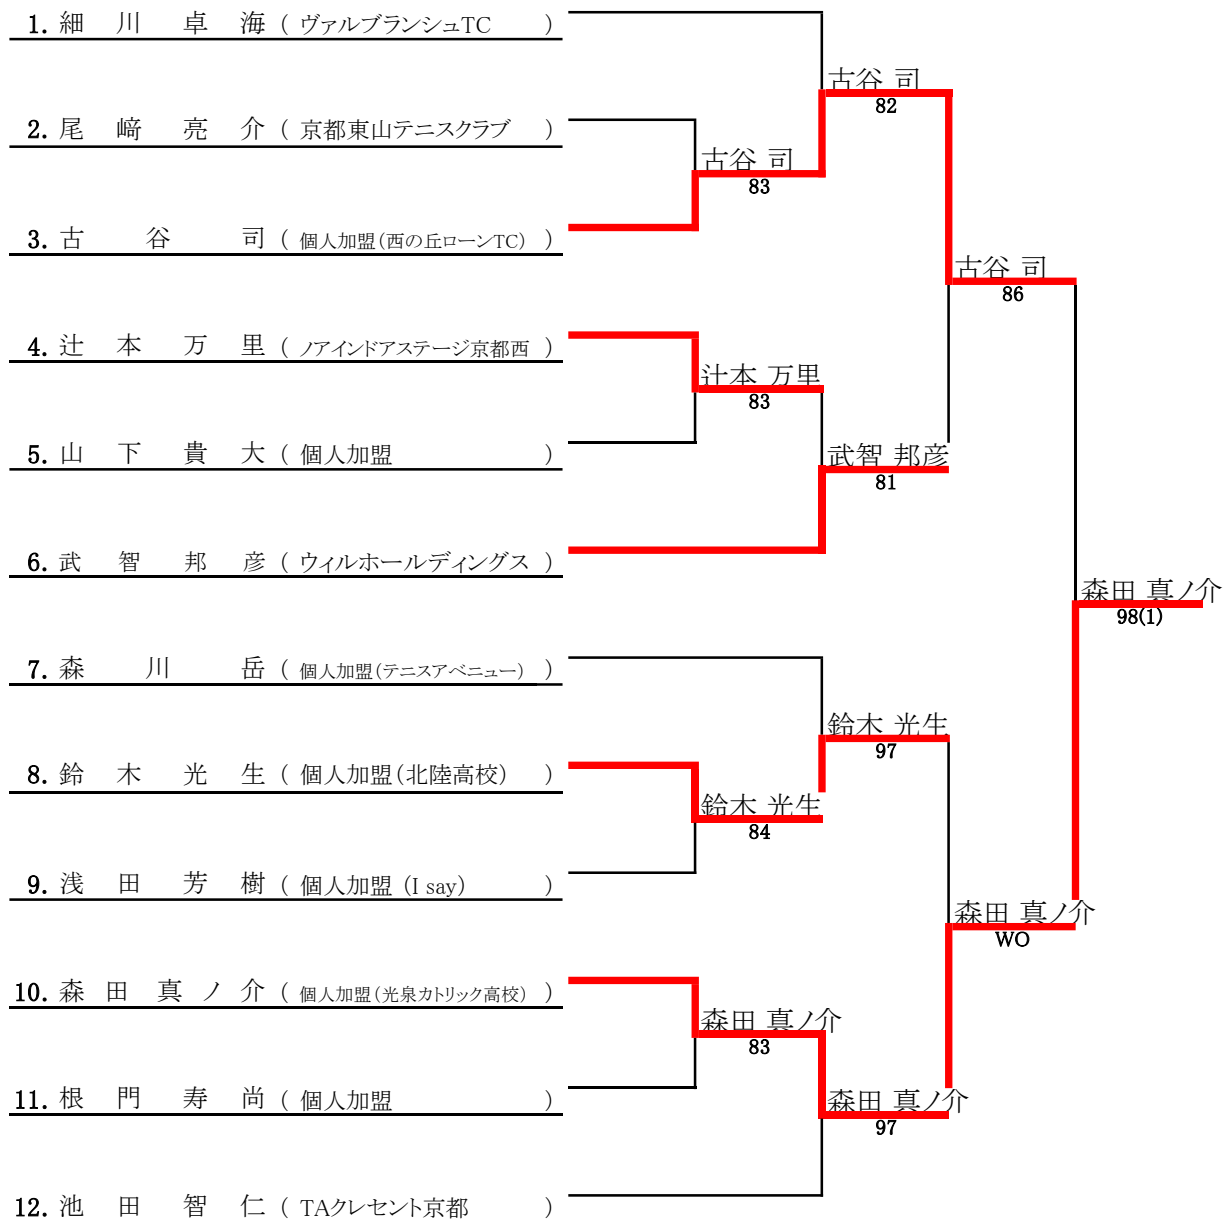 1. 細川 卓海 ( ヴァルブランシュTC )
古谷 司
82
2. 尾﨑 亮介 ( 京都東山テニスクラブ )
古谷 司
83
3. 古谷 司 ( 個人加盟(西の丘ローンTC) )
古谷 司
86
4. 辻本 万里 ( ノアインドアステージ京都西 )
辻本 万里
83
5. 山下 貴大 ( 個人加盟 )
武智 邦彦
81
6. 武智 邦彦 ( ウィルホールディングス )
森田 真ノ介
98(1)
7. 森川 岳 ( 個人加盟(テニスアベニュー) )
鈴木 光生
97
8. 鈴木 光生 ( 個人加盟(北陸高校) )
鈴木 光生
84
9. 浅田 芳樹 ( 個人加盟 (I say) )
森田 真ノ介
WO
10. 森田 真ノ介 ( 個人加盟(光泉カトリック高校) )
森田 真ノ介
83
11. 根門 寿尚 ( 個人加盟 )
森田 真ノ介
97
12. 池田 智仁 ( TAクレセント京都 )